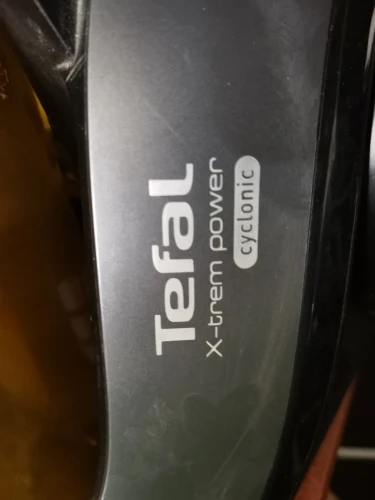 Tefal
X-trem power
cyclonic